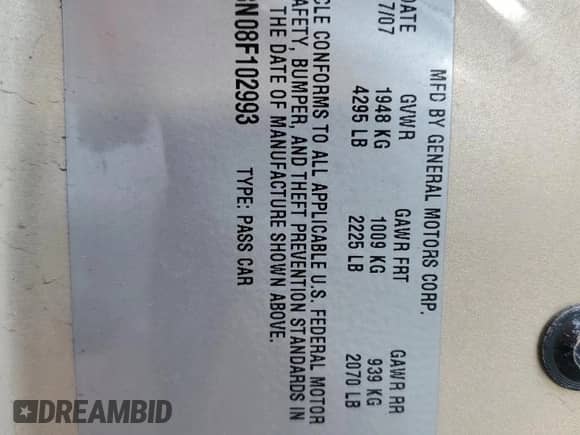 MFD BY GENERAL MOTORS CORP.
DATE GVWR GAWR FRT GAWR RR
7/07 1948 KG 1009 KG 939 KG
4295 LB 2225 LB 2070 LB
CLE CONFORMS TO ALL APPLICABLE U.S. FEDERAL MOTOR
AFETY, BUMPER, AND THEFT PREVENTION STANDARDS IN
THE DATE OF MANUFACTURE SHOWN ABOVE.
N08F102993 TYPE: PASS CAR
DREAMBID